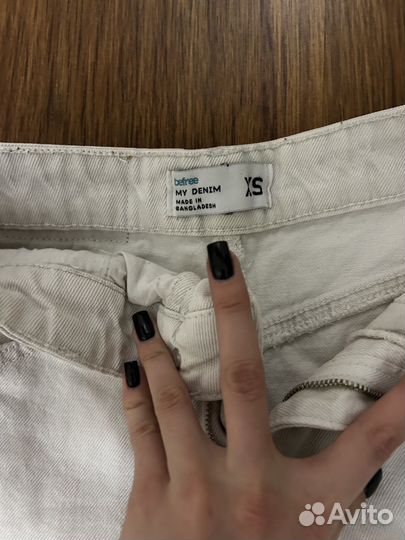 befree
MY DENIM
MADE IN
BANGLADESH
XS
Avito